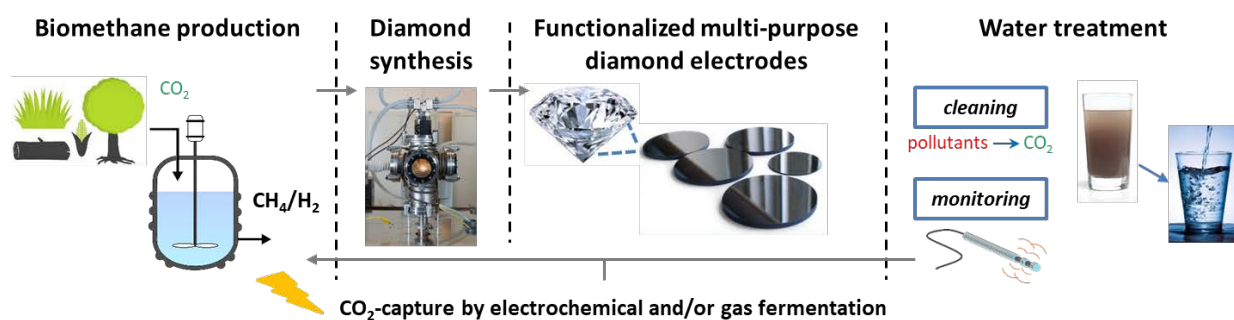 Biomethane production
Diamond
synthesis
Functionalized multi-purpose
diamond electrodes
Water treatment
CO₂
CH₄/H₂
cleaning
pollutants → CO₂
monitoring
CO₂-capture by electrochemical and/or gas fermentation